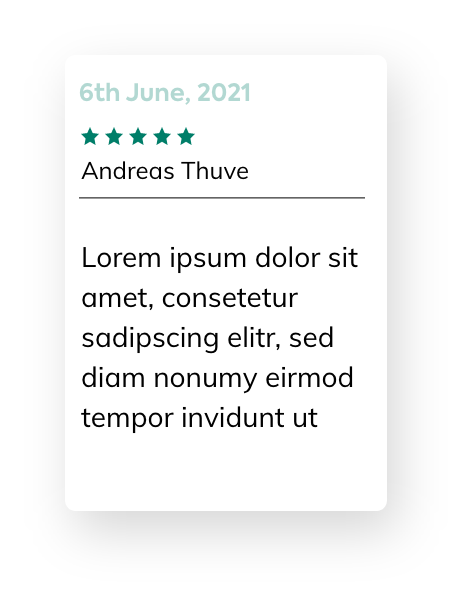 6th June, 2021
Andreas Thuve
Lorem ipsum dolor sit
amet, consetetur
sadipscing elitr, sed
diam nonumy eirmod
tempor invidunt ut